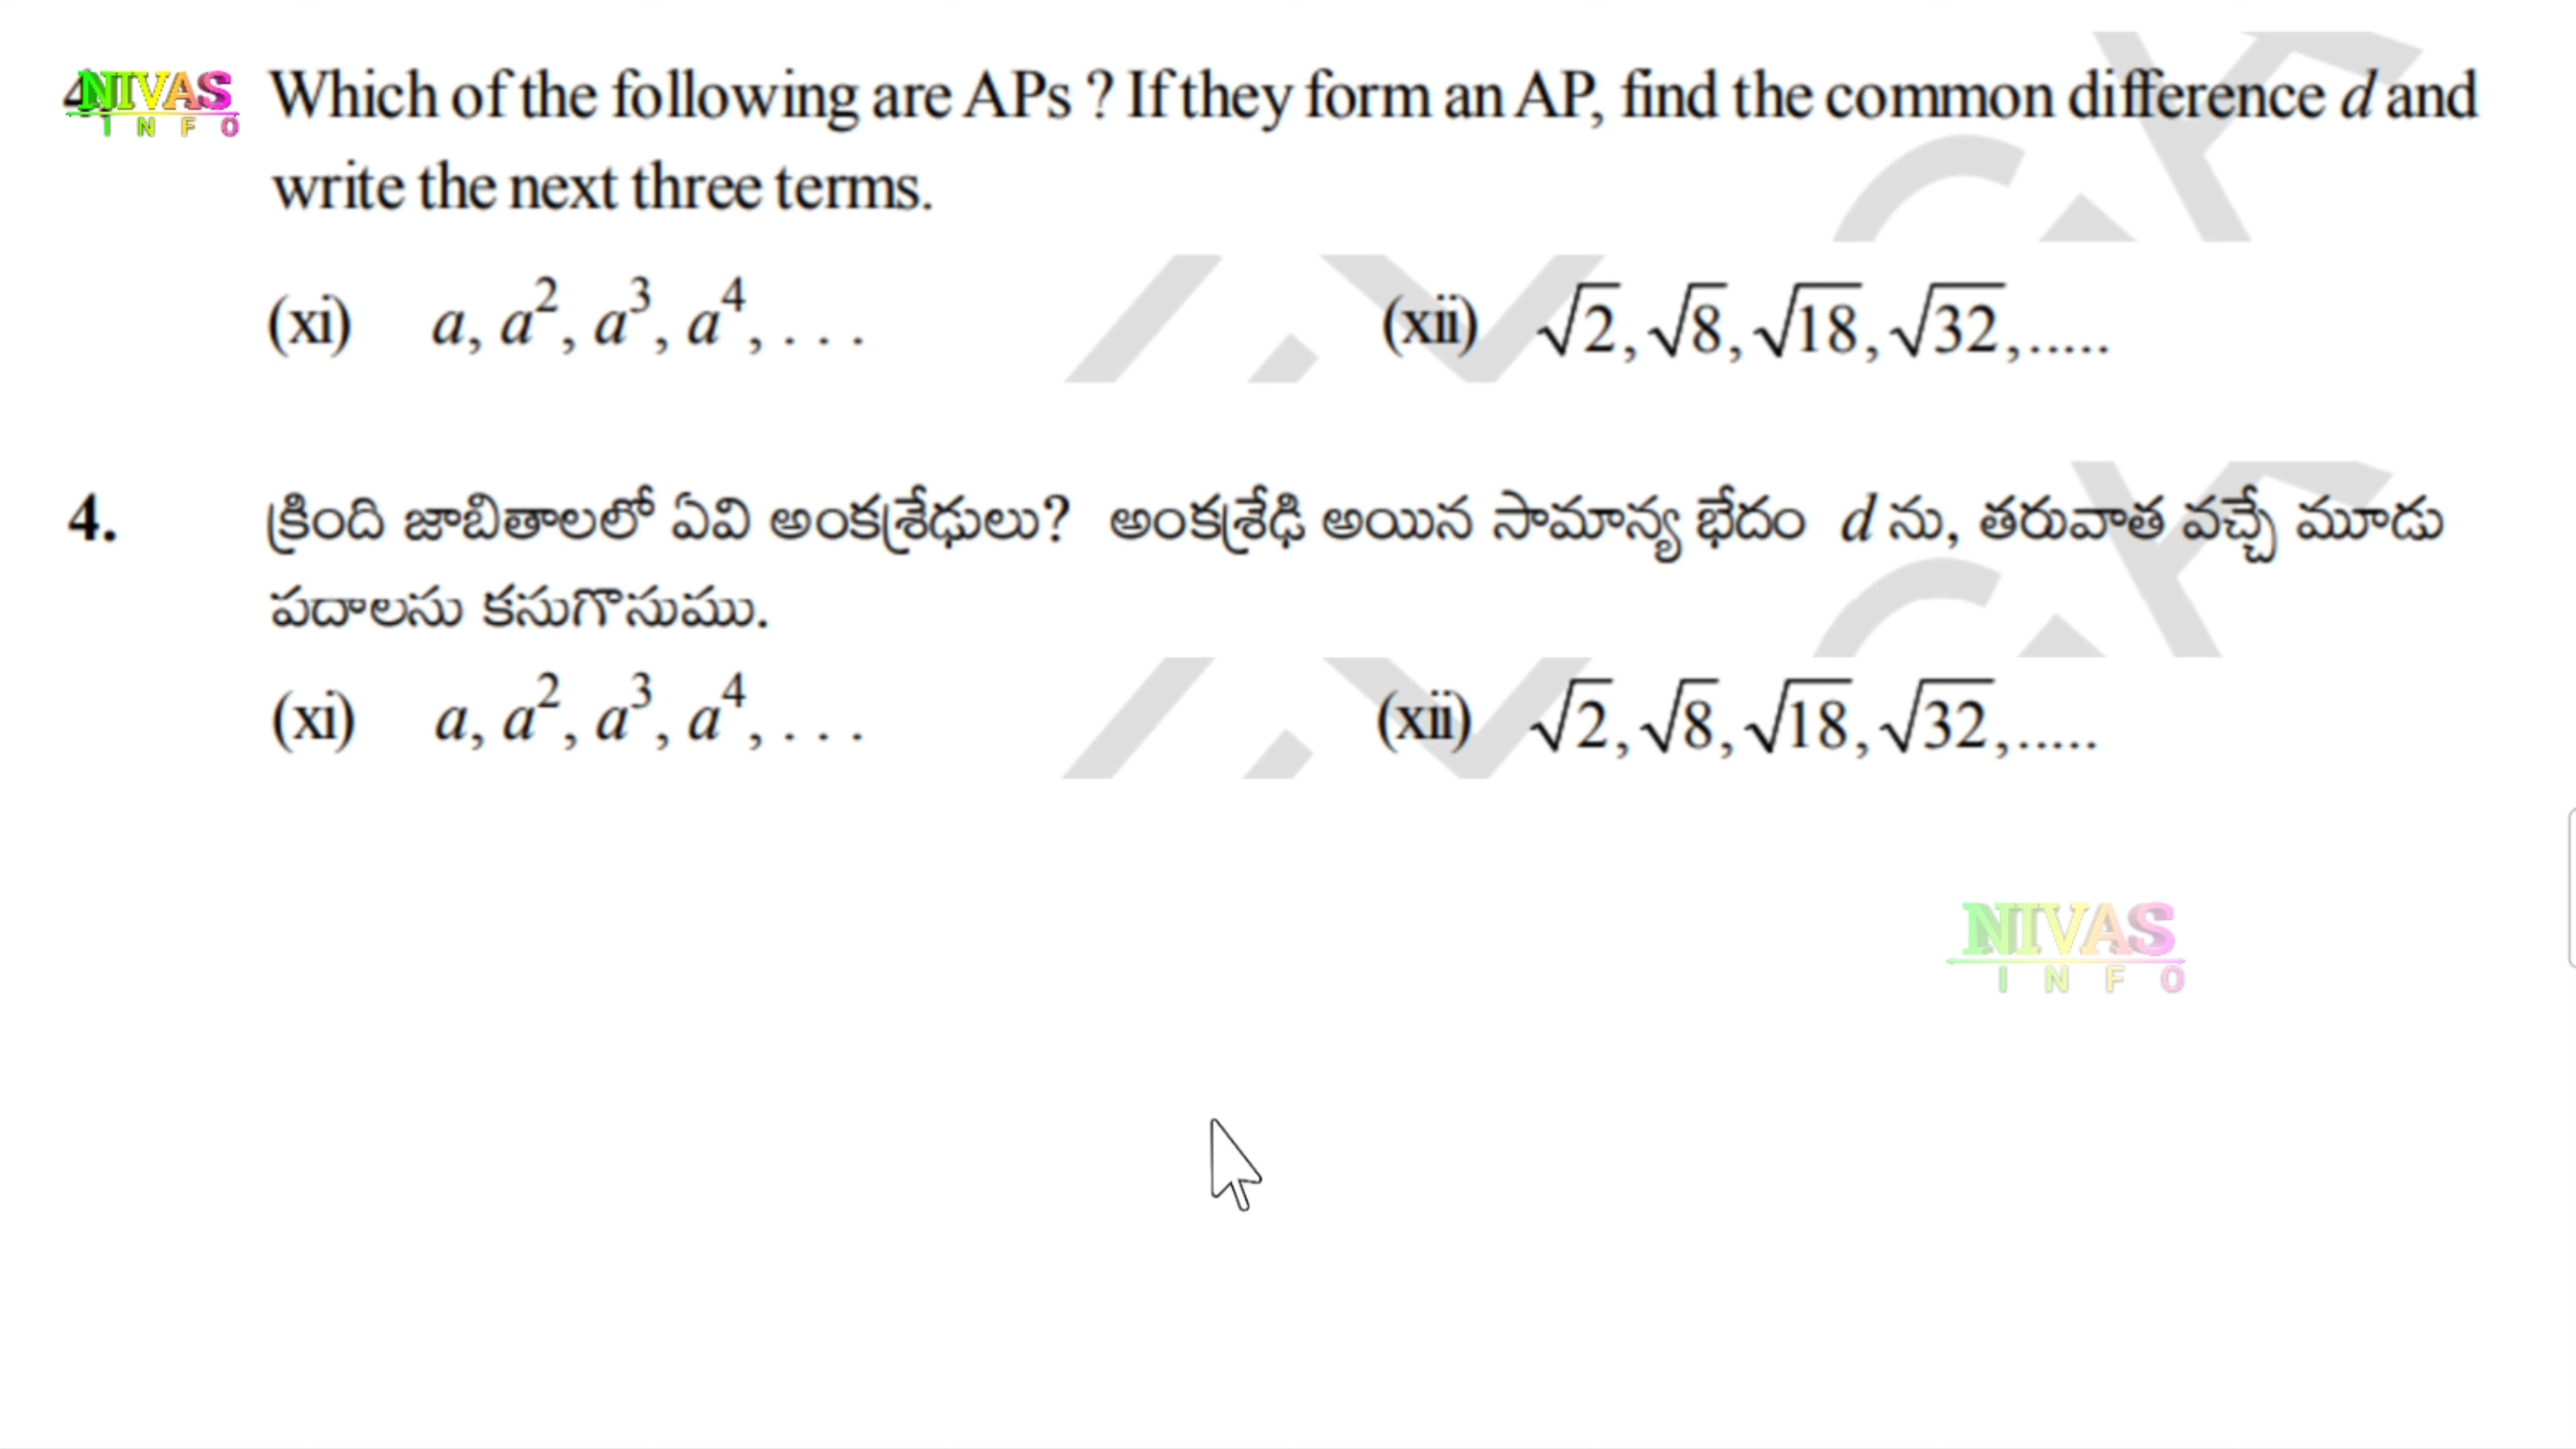 4. Which of the following are APs ? If they form an AP, find the common difference d and
NIVAS
INFO
write the next three terms.
(xi) a, a², a³, a⁴, . . . (xii) √2, √8, √18, √32, .....
4. క్రింది జాబితాలలో ఏవి అంకశ్రేఢులు? అంకశ్రేఢి అయిన సామాన్య భేదం d ను, తరువాత వచ్చే మూడు
పదాలను కనుగొనుము.
(xi) a, a², a³, a⁴, . . . (xii) √2, √8, √18, √32, .....
NIVAS
INFO